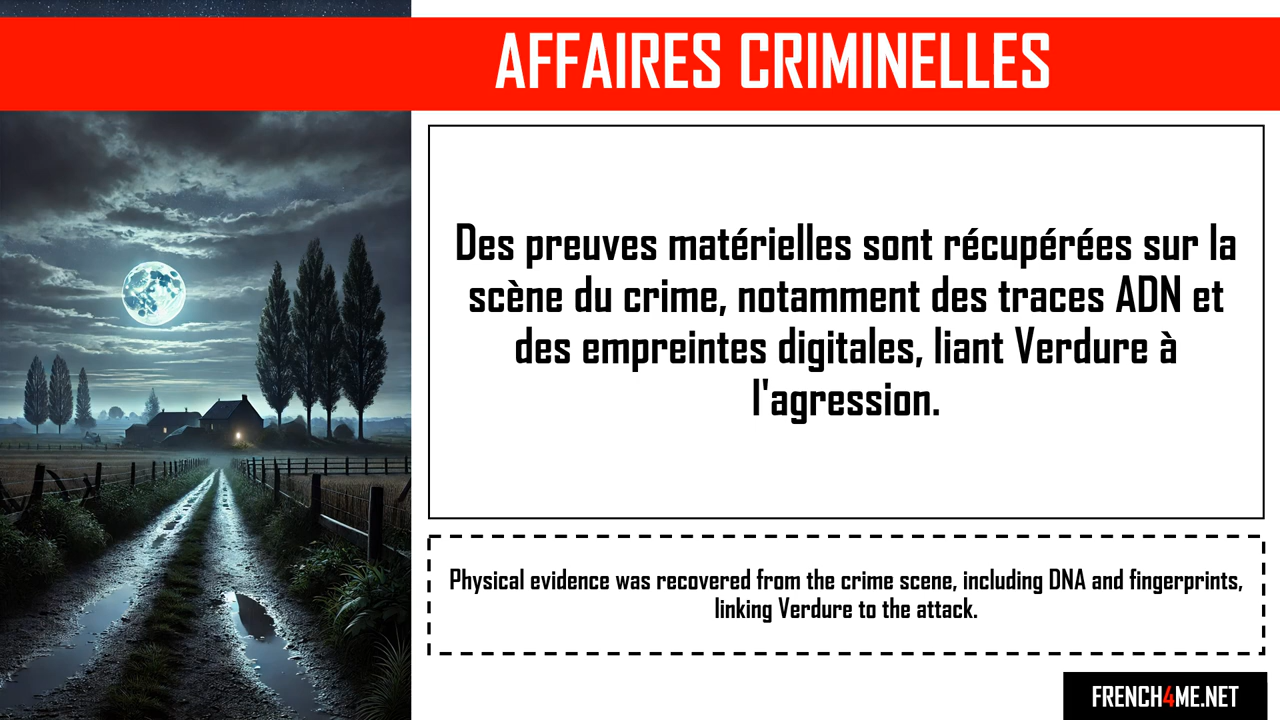 AFFAIRES CRIMINELLES
Des preuves matérielles sont récupérées sur la
scène du crime, notamment des traces ADN et
des empreintes digitales, liant Verdure à
l'agression.
Physical evidence was recovered from the crime scene, including DNA and fingerprints,
linking Verdure to the attack.
FRENCH4ME.NET